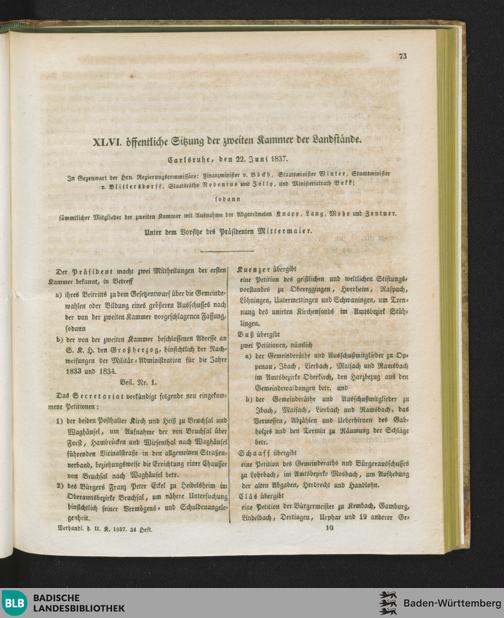 73
XLVI. öffentliche Sitzung der zweiten Kammer der Landstände.
Carlsruhe, den 22. Juni 1837.
In Gegenwart der Hrn. Regierungskommissäre: Finanzminister v. Böckh, Staatsminister Winter, Staatsminister
v. Blittersdorff, Staatsräthe Nebenius und Jolly, und Ministerialrath Bekk;
sodann
sämmtlicher Mitglieder der zweiten Kammer mit Ausnahme der Abgeordneten Knapp, Lang, Mohr und Zentner.
Unter dem Vorsitze des Präsidenten Mittermaier.
Der Präsident macht zwei Mittheilungen der ersten
Kammer bekannt, in Betreff
a) ihres Beitritts zu dem Gesetzentwurf über die Gemeinde-
wahlen oder Bildung eines größeren Ausschusses nach
der von der zweiten Kammer vorgeschlagenen Fassung,
sodann
b) der von der zweiten Kammer beschlossenen Adresse an
S. K. H. den Großherzog, hinsichtlich der Nach-
weisungen der Militär-Administration für die Jahre
1833 und 1834.
Beil. Nr. 1.
Das Secretariat verkündigt folgende neu eingekom-
mene Petitionen:
1) der beiden Posthalter Kirch und Heiß zu Bruchsal und
Waghäusel, um Aufnahme der von Bruchsal über
Forst, Hambrücken und Wiesenthal nach Waghäusel
führenden Vicinalstraße in den allgemeinen Straßen-
verband, beziehungsweise die Errichtung einer Chaussee
von Bruchsal nach Waghäusel betr.
2) des Bürgers Franz Peter Eckel zu Heidelsheim im
Oberamtsbezirke Bruchsal, um nähere Untersuchung
hinsichtlich seiner Vermögens- und Schuldenangele-
genheit.
Verhandl. d. II. K. 1837. 3s Heft.
Kuenzer übergibt
eine Petition des geistlichen und weltlichen Stiftungs-
vorstandes zu Obereggingen, Horrheim, Raspach,
Löhningen, Untermettingen und Schwaningen, um Tren-
nung des untern Kirchenfonds im Amtsbezirk Stüh-
lingen.
Buß übergibt
zwei Petitionen, nämlich
a) der Gemeinderäthe und Ausschußmitglieder zu Op-
penau, Ibach, Lierbach, Maisach und Ramsbach
im Amtsbezirke Oberkirch, den Harzbezug aus den
Gemeindswaldungen betr. und
b) der Gemeinderäthe und Ausschußmitglieder zu
Ibach, Maisach, Lierbach und Ramsbach, das
Vermessen, Abzählen und Ueberbieten des Gab-
holzes und den Termin zu Räumung der Schläge
betr.
Schaaff übergibt
eine Petition des Gemeinderaths und Bürgerausschusses
zu Lohrbach, im Amtsbezirke Mosbach, um Aufhebung
der alten Abgaben, Herdrecht und Handlohn.
Cläs übergibt
eine Petition der Bürgermeister zu Kembach, Gamburg,
Lindelbach, Dertingen, Urphar und 19 anderer Ge-
10
BLB
BADISCHE
LANDESBIBLIOTHEK
Baden-Württemberg